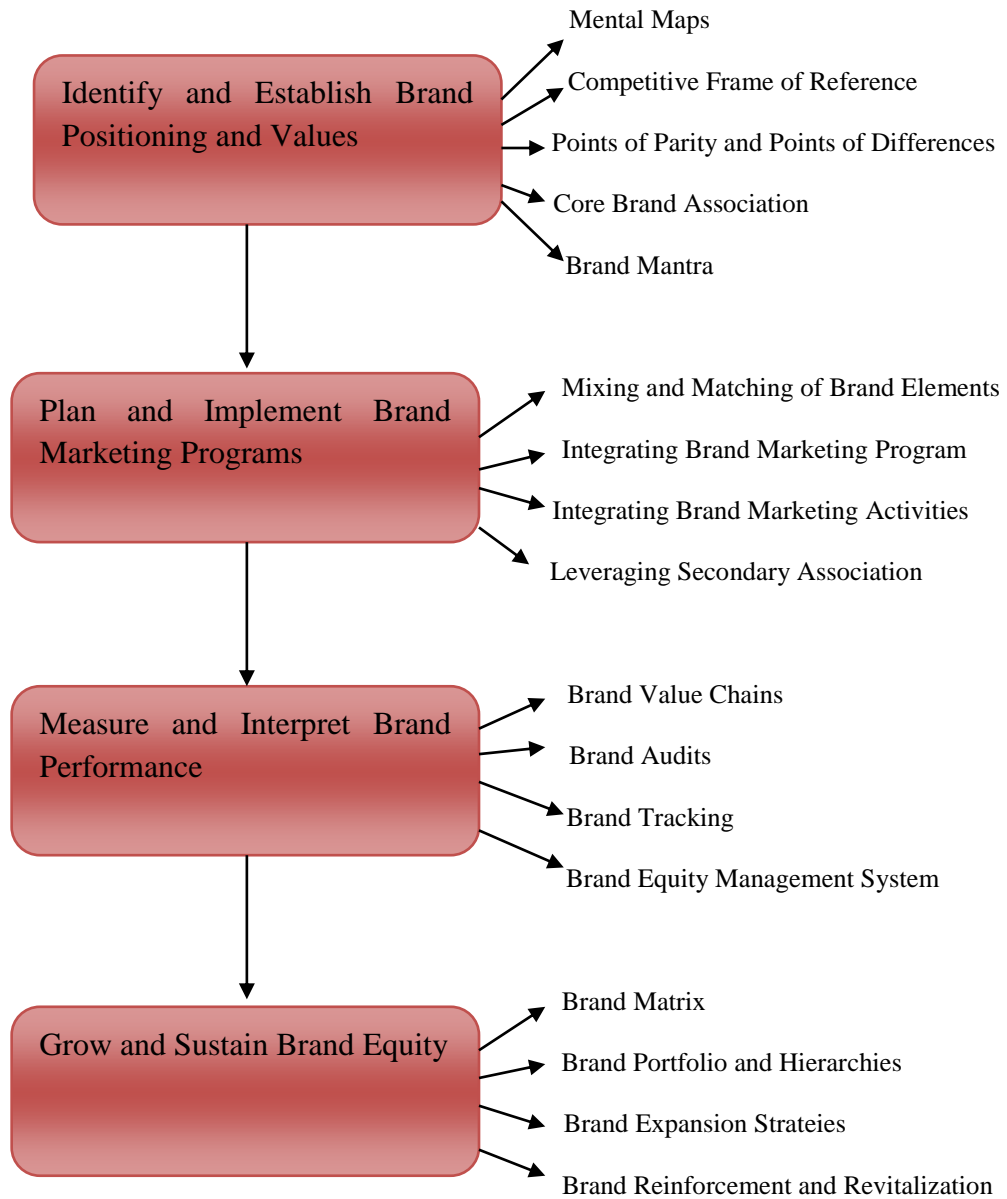 Mental Maps
Identify and Establish Brand
Positioning and Values
Competitive Frame of Reference
Points of Parity and Points of Differences
Core Brand Association
Brand Mantra
Plan and Implement Brand
Marketing Programs
Mixing and Matching of Brand Elements
Integrating Brand Marketing Program
Integrating Brand Marketing Activities
Leveraging Secondary Association
Measure and Interpret Brand
Performance
Brand Value Chains
Brand Audits
Brand Tracking
Brand Equity Management System
Grow and Sustain Brand Equity
Brand Matrix
Brand Portfolio and Hierarchies
Brand Expansion Strateies
Brand Reinforcement and Revitalization